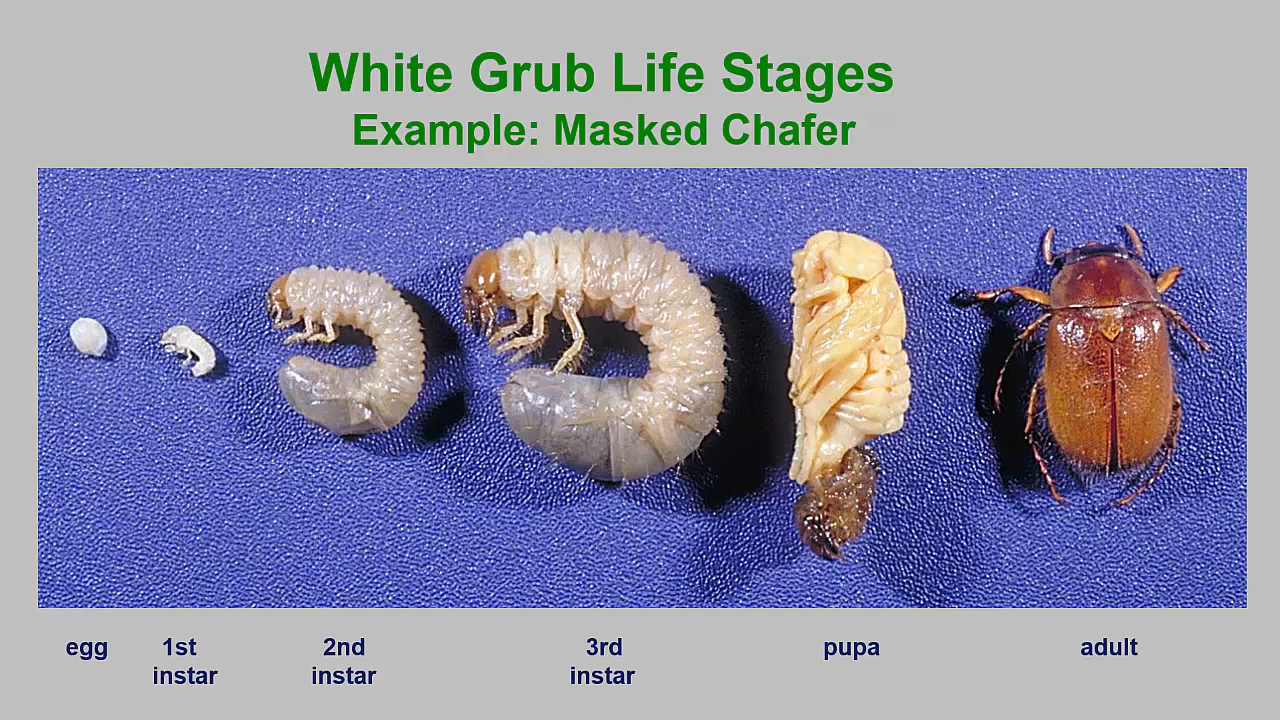 White Grub Life Stages
Example: Masked Chafer
egg 1st instar 2nd instar 3rd instar pupa adult